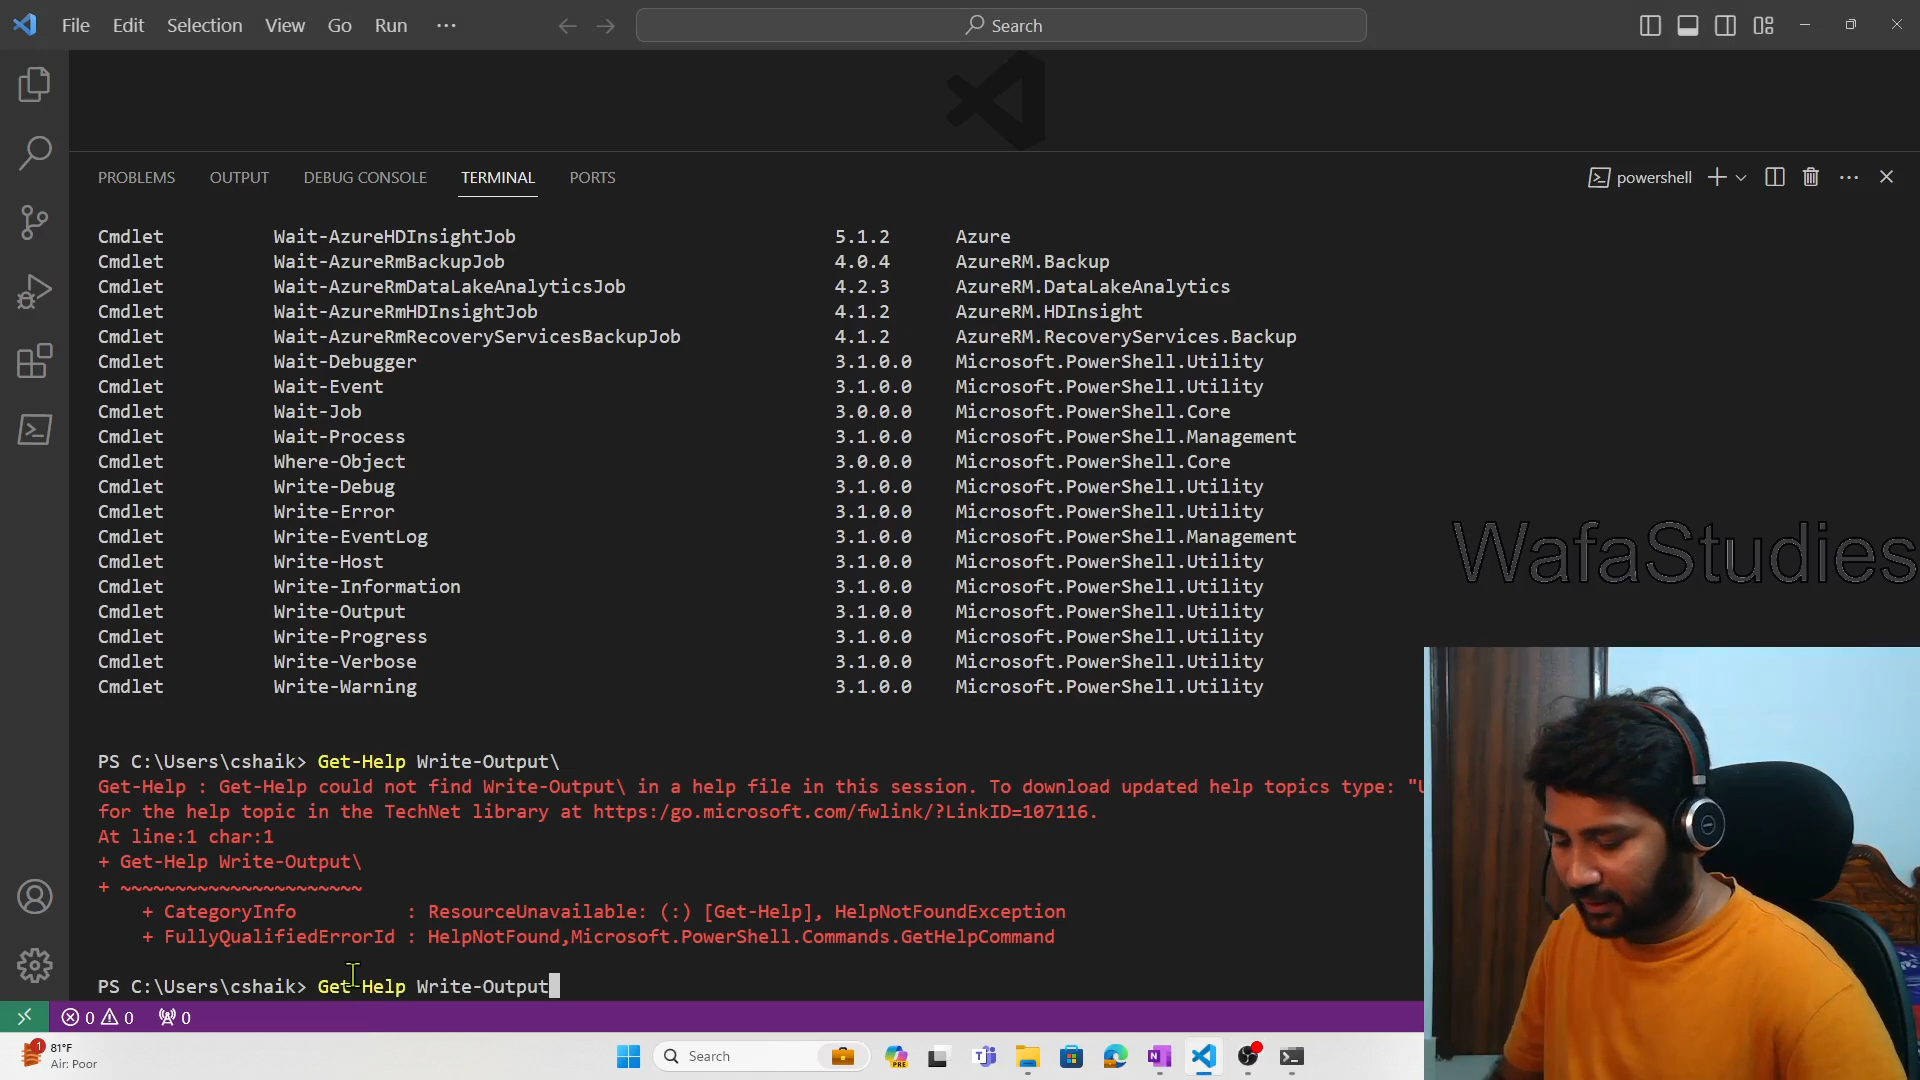 File Edit Selection View Go Run ··· Search
PROBLEMS OUTPUT DEBUG CONSOLE TERMINAL PORTS powershell
Cmdlet Wait-AzureHDInsightJob 5.1.2 Azure
Cmdlet Wait-AzureRmBackupJob 4.0.4 AzureRM.Backup
Cmdlet Wait-AzureRmDataLakeAnalyticsJob 4.2.3 AzureRM.DataLakeAnalytics
Cmdlet Wait-AzureRmHDInsightJob 4.1.2 AzureRM.HDInsight
Cmdlet Wait-AzureRmRecoveryServicesBackupJob 4.1.2 AzureRM.RecoveryServices.Backup
Cmdlet Wait-Debugger 3.1.0.0 Microsoft.PowerShell.Utility
Cmdlet Wait-Event 3.1.0.0 Microsoft.PowerShell.Utility
Cmdlet Wait-Job 3.0.0.0 Microsoft.PowerShell.Core
Cmdlet Wait-Process 3.1.0.0 Microsoft.PowerShell.Management
Cmdlet Where-Object 3.0.0.0 Microsoft.PowerShell.Core
Cmdlet Write-Debug 3.1.0.0 Microsoft.PowerShell.Utility
Cmdlet Write-Error 3.1.0.0 Microsoft.PowerShell.Utility
Cmdlet Write-EventLog 3.1.0.0 Microsoft.PowerShell.Management
Cmdlet Write-Host 3.1.0.0 Microsoft.PowerShell.Utility
Cmdlet Write-Information 3.1.0.0 Microsoft.PowerShell.Utility
Cmdlet Write-Output 3.1.0.0 Microsoft.PowerShell.Utility
Cmdlet Write-Progress 3.1.0.0 Microsoft.PowerShell.Utility
Cmdlet Write-Verbose 3.1.0.0 Microsoft.PowerShell.Utility
Cmdlet Write-Warning 3.1.0.0 Microsoft.PowerShell.Utility
WafaStudies
PS C:\Users\cshaik> Get-Help Write-Output\
Get-Help : Get-Help could not find Write-Output\ in a help file in this session. To download updated help topics type: "U
for the help topic in the TechNet library at https:/go.microsoft.com/fwlink/?LinkID=107116.
At line:1 char:1
+ Get-Help Write-Output\
+ ~~~~~~~~~~~~~~~~~~~~~~
+ CategoryInfo : ResourceUnavailable: (:) [Get-Help], HelpNotFoundException
+ FullyQualifiedErrorId : HelpNotFound,Microsoft.PowerShell.Commands.GetHelpCommand
PS C:\Users\cshaik> Get-Help Write-Output
0 0 0
1 81°F
Air: Poor
Search
PRE